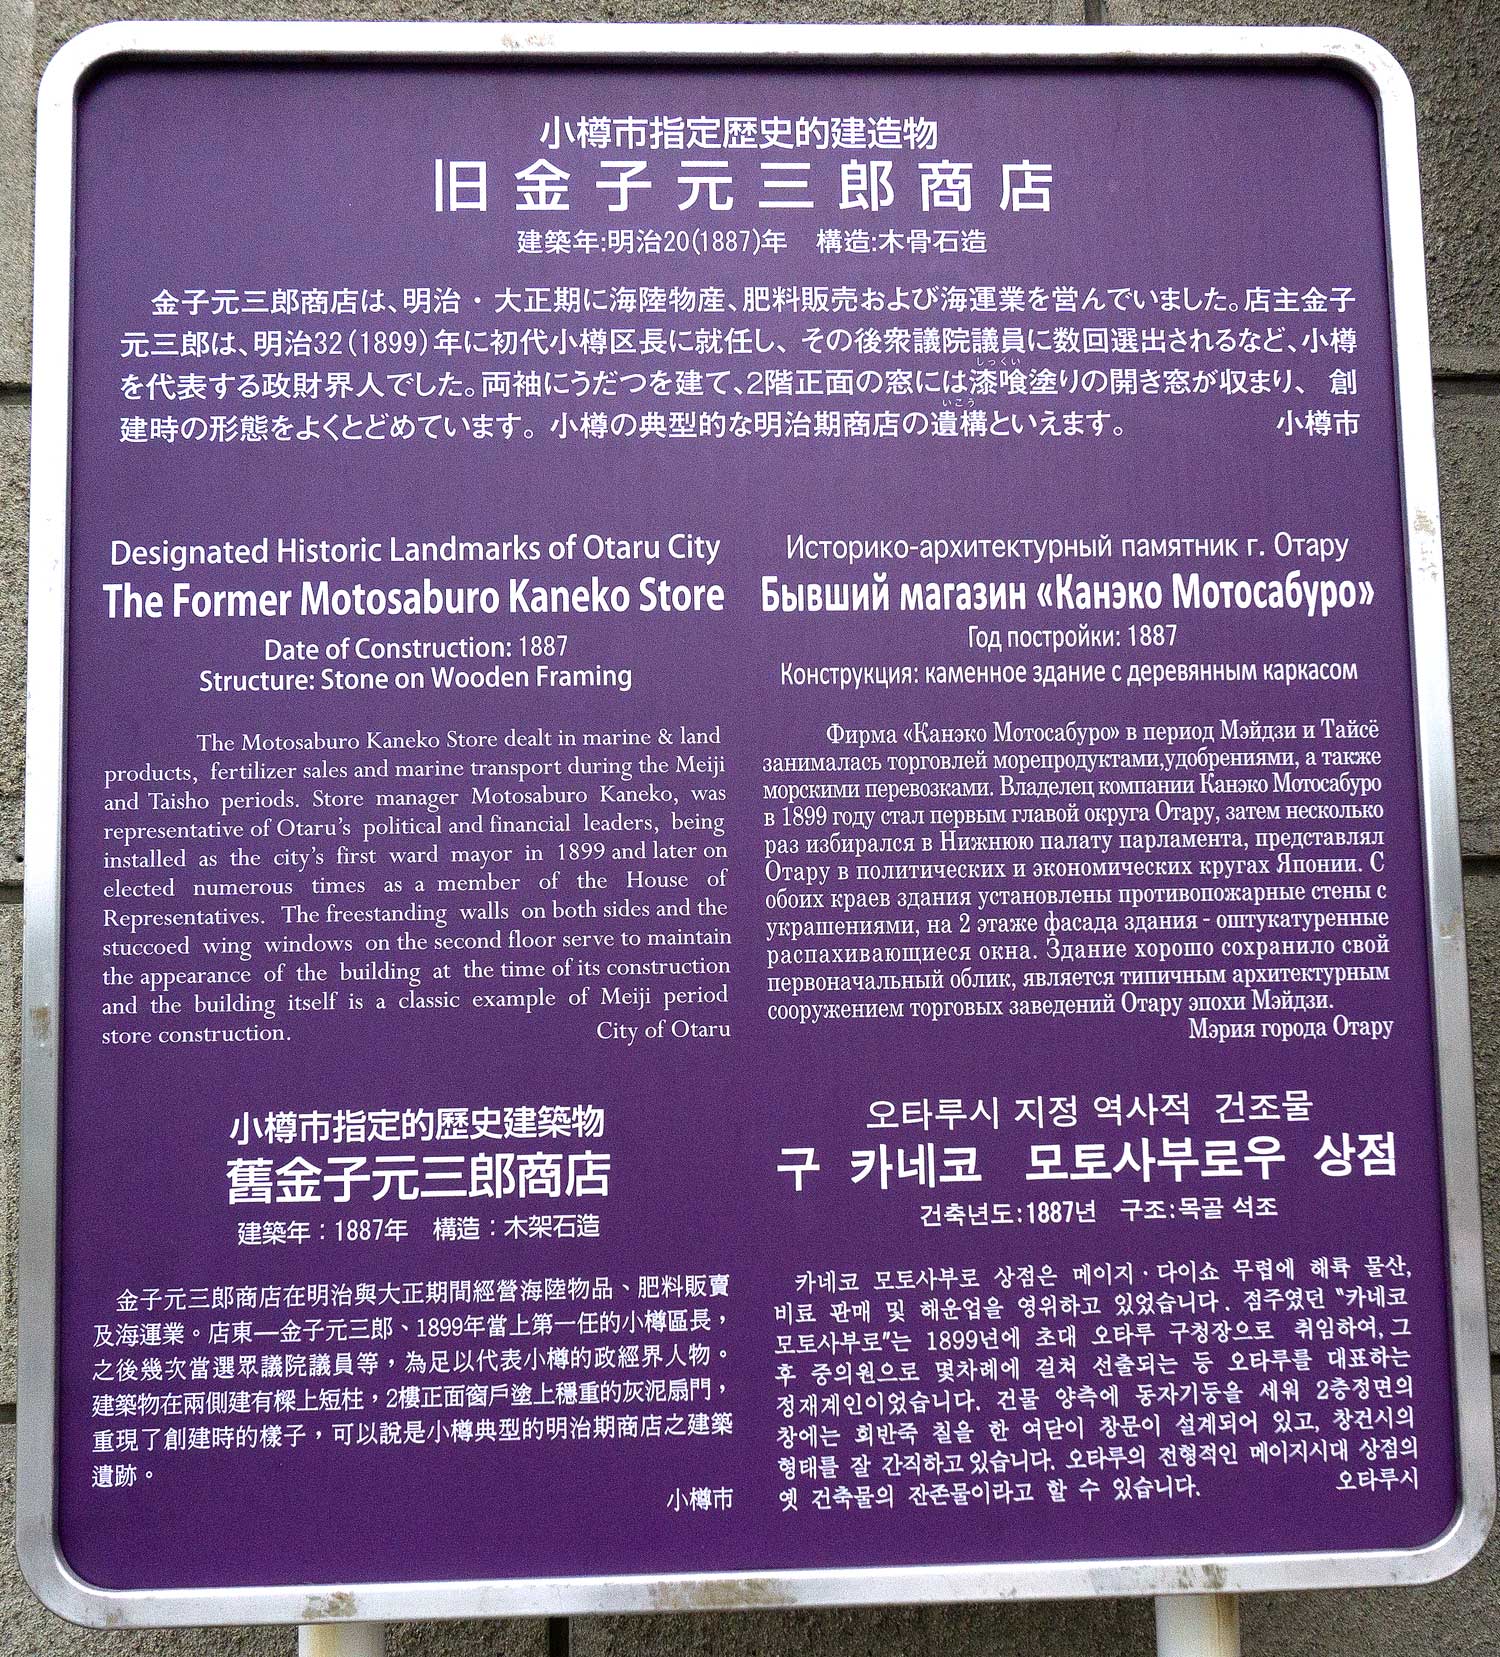 小樽市指定歴史的建造物
旧金子元三郎商店
建築年:明治20(1887)年　構造:木骨石造
金子元三郎商店は、明治・大正期に海陸物産、肥料販売および海運業を営んでいました。店主金子
元三郎は、明治32(1899)年に初代小樽区長に就任し、その後衆議院議員に数回選出されるなど、小樽
しっくい
を代表する政財界人でした。両袖にうだつを建て、2階正面の窓には漆喰塗りの開き窓が収まり、創
いこう
建時の形態をよくとどめています。小樽の典型的な明治期商店の遺構といえます。　小樽市
Designated Historic Landmarks of Otaru City
The Former Motosaburo Kaneko Store
Date of Construction: 1887
Structure: Stone on Wooden Framing
The Motosaburo Kaneko Store dealt in marine & land
products, fertilizer sales and marine transport during the Meiji
and Taisho periods. Store manager Motosaburo Kaneko, was
representative of Otaru's political and financial leaders, being
installed as the city's first ward mayor in 1899 and later on
elected numerous times as a member of the House of
Representatives. The freestanding walls on both sides and the
stuccoed wing windows on the second floor serve to maintain
the appearance of the building at the time of its construction
and the building itself is a classic example of Meiji period
store construction. City of Otaru
Историко-архитектурный памятник г. Отару
Бывший магазин «Канэко Мотосабуро»
Год постройки: 1887
Конструкция: каменное здание с деревянным каркасом
Фирма «Канэко Мотосабуро» в период Мэйдзи и Тайсё
занималась торговлей морепродуктами,удобрениями, а также
морскими перевозками. Владелец компании Канэко Мотосабуро
в 1899 году стал первым главой округа Отару, затем несколько
раз избирался в Нижнюю палату парламента, представлял
Отару в политических и экономических кругах Японии. С
обоих краев здания установлены противопожарные стены с
украшениями, на 2 этаже фасада здания - оштукатуренные
распахивающиеся окна. Здание хорошо сохранило свой
первоначальный облик, является типичным архитектурным
сооружением торговых заведений Отару эпохи Мэйдзи.
Мэрия города Отару
小樽市指定的歷史建築物
舊金子元三郎商店
建築年：1887年　構造：木架石造
金子元三郎商店在明治與大正期間經營海陸物品、肥料販賣
及海運業。店東—金子元三郎、1899年當上第一任的小樽區長，
之後幾次當選眾議院議員等，為足以代表小樽的政經界人物。
建築物在兩側建有樑上短柱，2樓正面窗戶塗上穩重的灰泥扇門，
重現了創建時的樣子，可以說是小樽典型的明治期商店之建築
遺跡。
小樽市
오타루시 지정 역사적 건조물
구 카네코 모토사부로우 상점
건축년도:1887년 구조:목골 석조
카네코 모토사부로 상점은 메이지·다이쇼 무렵에 해륙 물산,
비료 판매 및 해운업을 영위하고 있었습니다. 점주였던 "카네코
모토사부로"는 1899년에 초대 오타루 구청장으로 취임하여, 그
후 중의원으로 몇차례에 걸쳐 선출되는 등 오타루를 대표하는
정재계인이었습니다. 건물 양측에 동자기둥을 세워 2층정면의
창에는 회반죽 칠을 한 여닫이 창문이 설계되어 있고, 창건시의
형태를 잘 간직하고 있습니다. 오타루의 전형적인 메이지시대 상점의
옛 건축물의 잔존물이라고 할 수 있습니다. 오타루시